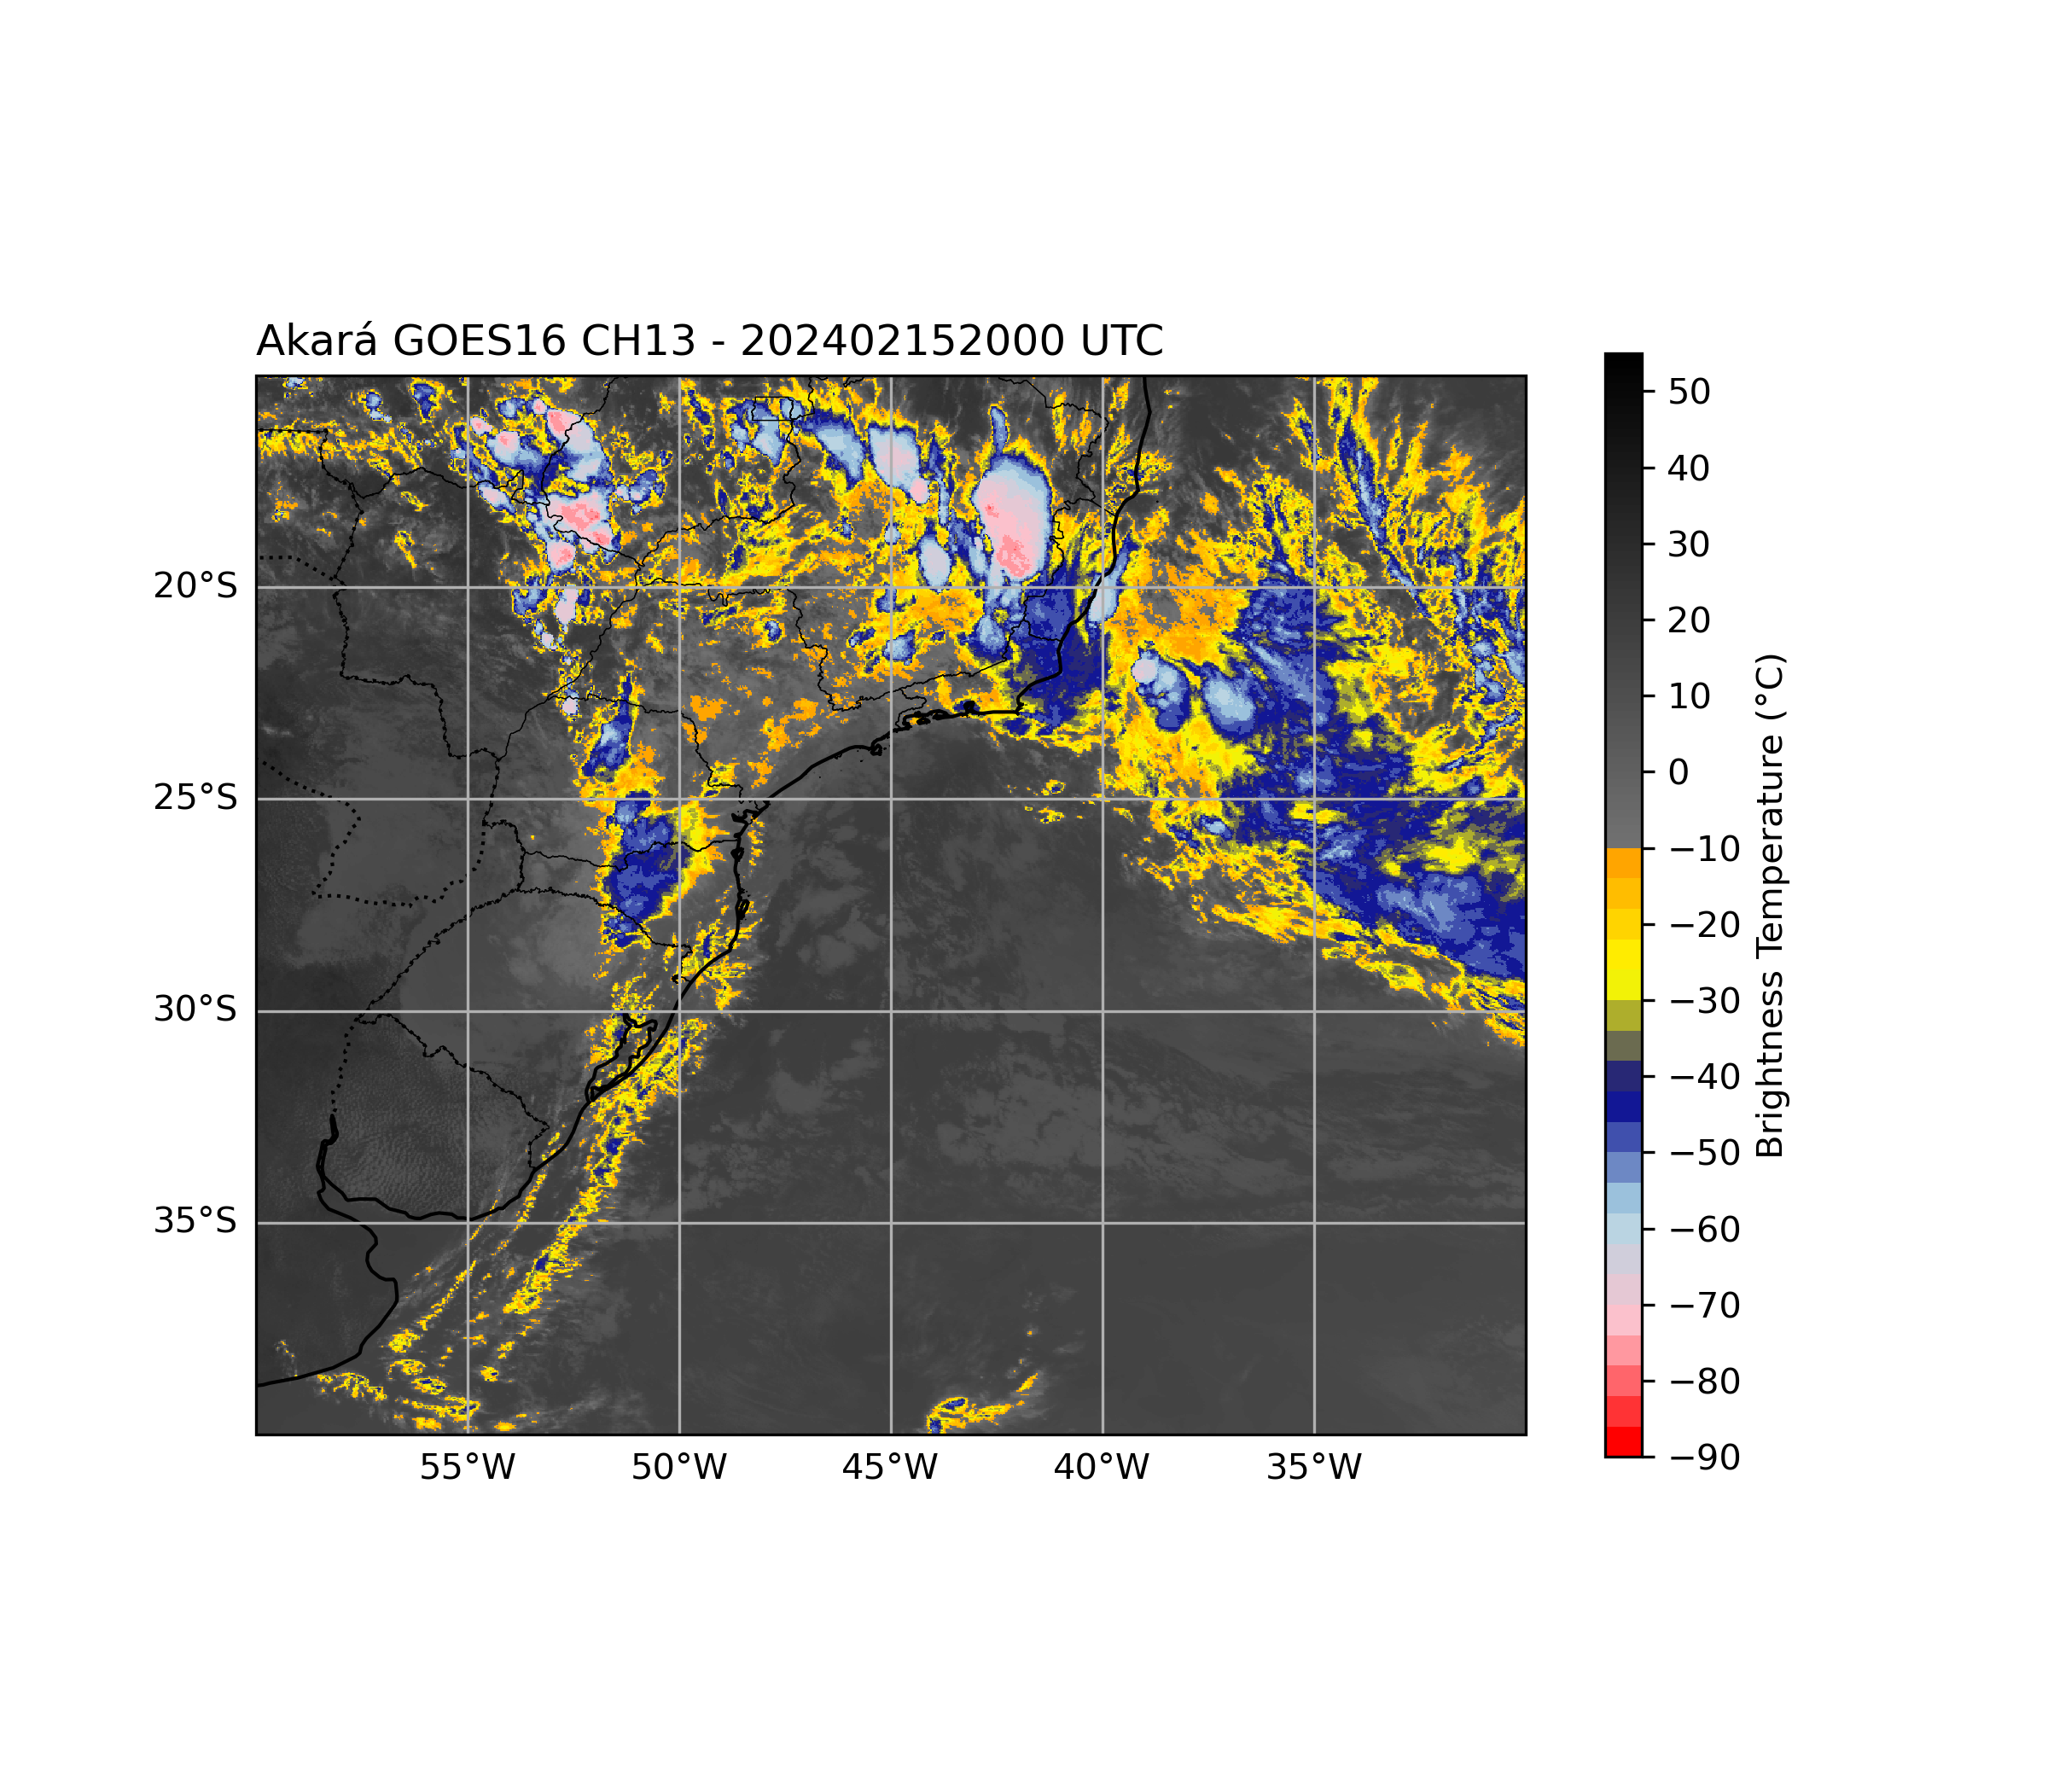 Akará GOES16 CH13 - 202402152000 UTC
20°S
25°S
30°S
35°S
55°W
50°W
45°W
40°W
35°W
50
40
30
20
10
0
−10
−20
−30
−40
−50
−60
−70
−80
−90
Brightness Temperature (°C)